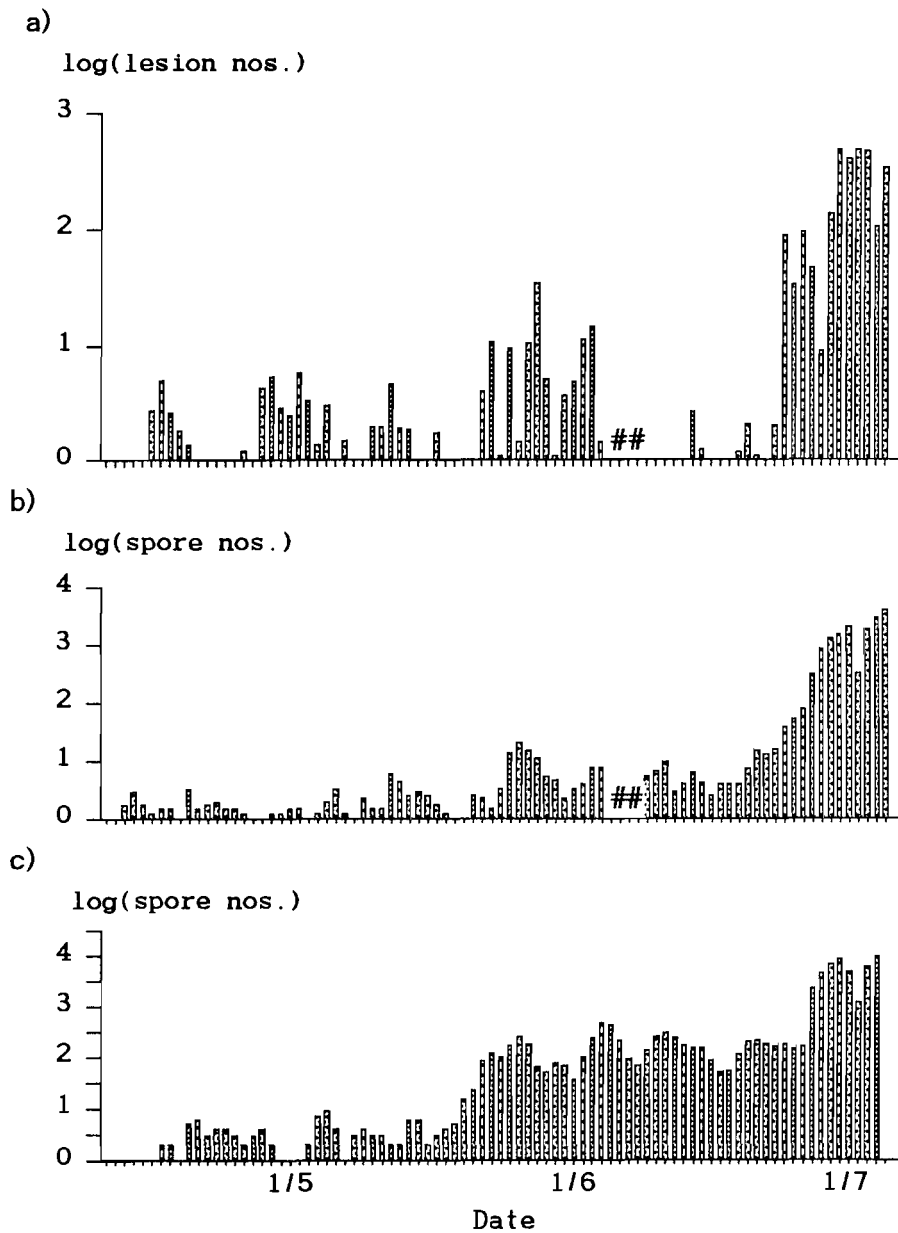 a)
log(lesion nos.)
3
2
1
0
##
b)
log(spore nos.)
4
3
2
1
0
##
c)
log(spore nos.)
4
3
2
1
0
1/5 1/6 1/7
Date